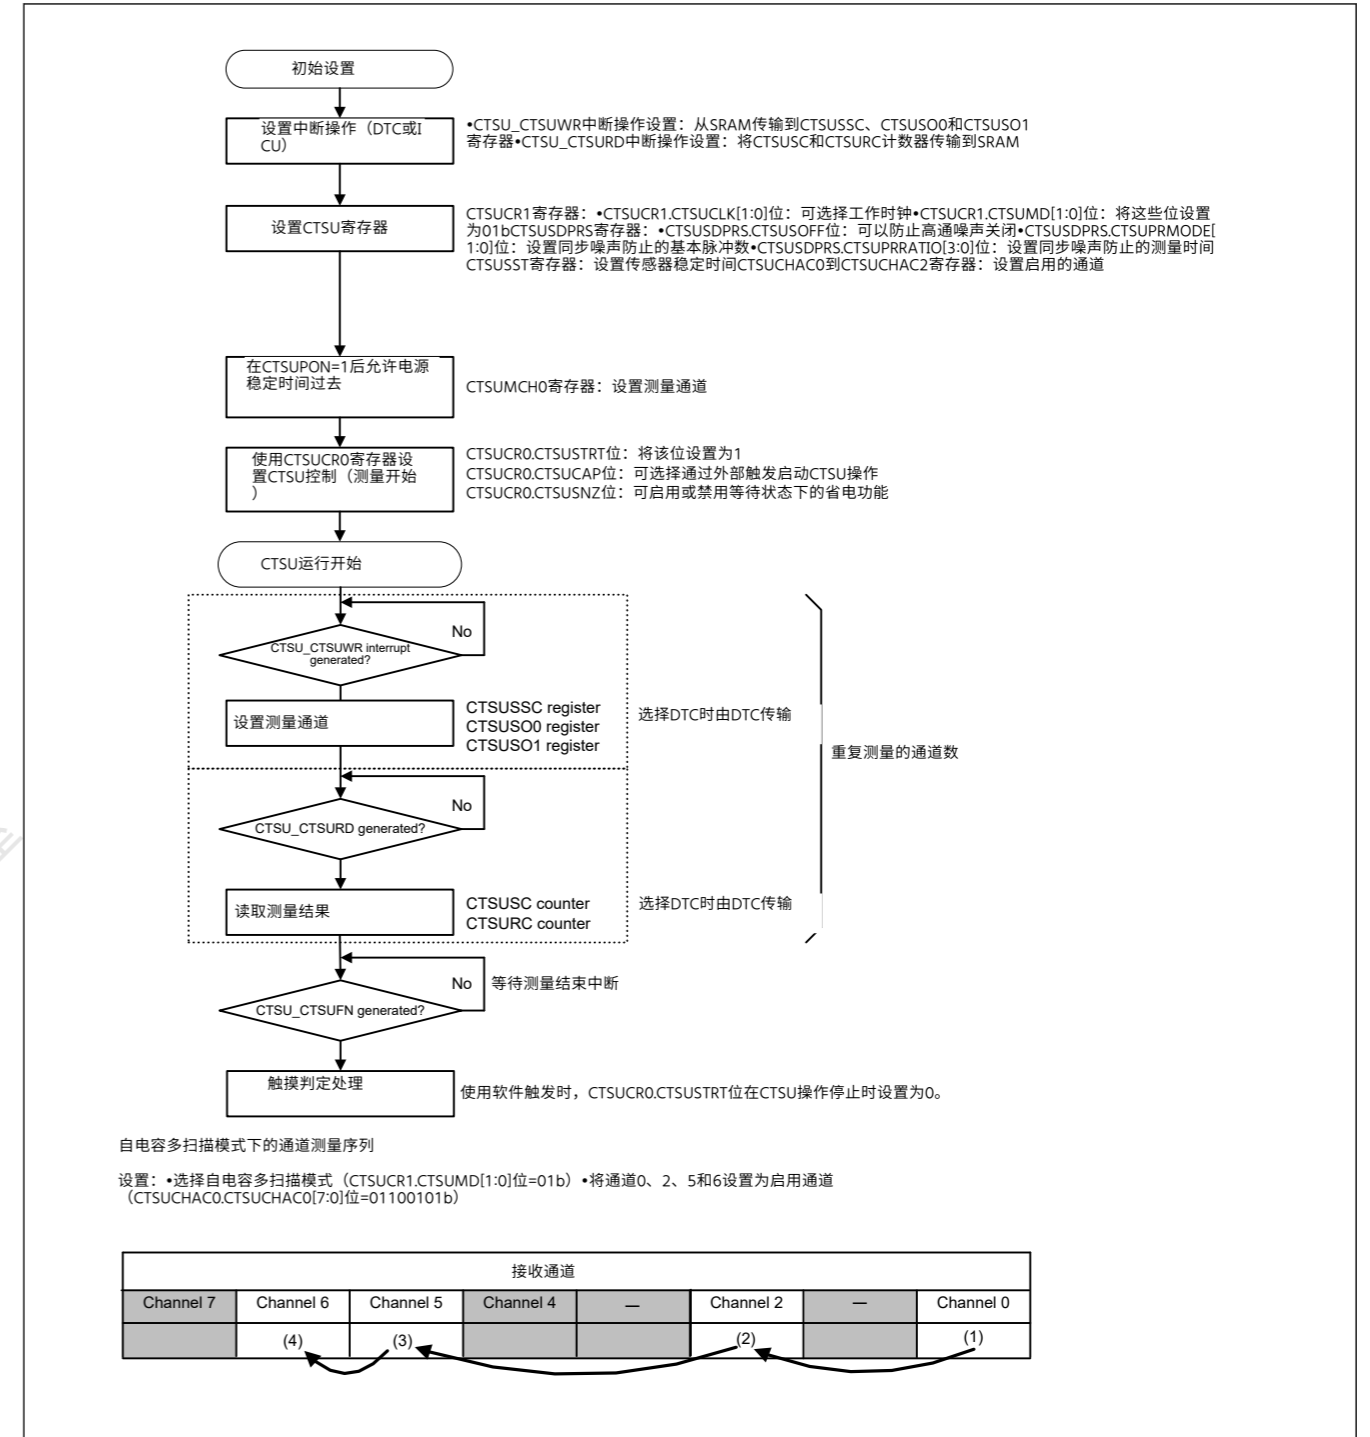 初始设置
设置中断操作（DTC或I
CU）
•CTSU_CTSUWR中断操作设置：从SRAM传输到CTSUSSC、CTSUSO0和CTSUSO1
寄存器•CTSU_CTSURD中断操作设置：将CTSUSC和CTSURC计数器传输到SRAM
设置CTSU寄存器
CTSUCR1寄存器：•CTSUCR1.CTSUCLK[1:0]位：可选择工作时钟•CTSUCR1.CTSUMD[1:0]位：将这些位设置
为01bCTSUSDPRS寄存器：•CTSUSDPRS.CTSUSOFF位：可以防止高通噪声关闭•CTSUSDPRS.CTSUPRMODE[
1:0]位：设置同步噪声防止的基本脉冲数•CTSUSDPRS.CTSUPRRATIO[3:0]位：设置同步噪声防止的测量时间
CTSUSST寄存器：设置传感器稳定时间CTSUCHAC0到CTSUCHAC2寄存器：设置启用的通道
在CTSUPON=1后允许电源
稳定时间过去
CTSUMCH0寄存器：设置测量通道
使用CTSUCR0寄存器设
置CTSU控制（测量开始
）
CTSUCR0.CTSUSTRT位：将该位设置为1
CTSUCR0.CTSUCAP位：可选择通过外部触发启动CTSU操作
CTSUCR0.CTSUSNZ位：可启用或禁用等待状态下的省电功能
CTSU运行开始
No
CTSU_CTSUWR interrupt
generated?
设置测量通道
CTSUSSC register
CTSUSO0 register
CTSUSO1 register
选择DTC时由DTC传输
重复测量的通道数
No
CTSU_CTSURD generated?
读取测量结果
CTSUSC counter
CTSURC counter
选择DTC时由DTC传输
No
等待测量结束中断
CTSU_CTSUFN generated?
触摸判定处理
使用软件触发时，CTSUCR0.CTSUSTRT位在CTSU操作停止时设置为0。
自电容多扫描模式下的通道测量序列
设置：•选择自电容多扫描模式（CTSUCR1.CTSUMD[1:0]位=01b）•将通道0、2、5和6设置为启用通道
（CTSUCHAC0.CTSUCHAC0[7:0]位=01100101b）
接收通道
Channel 7 Channel 6 Channel 5 Channel 4 — Channel 2 — Channel 0
(4) (3) (2) (1)